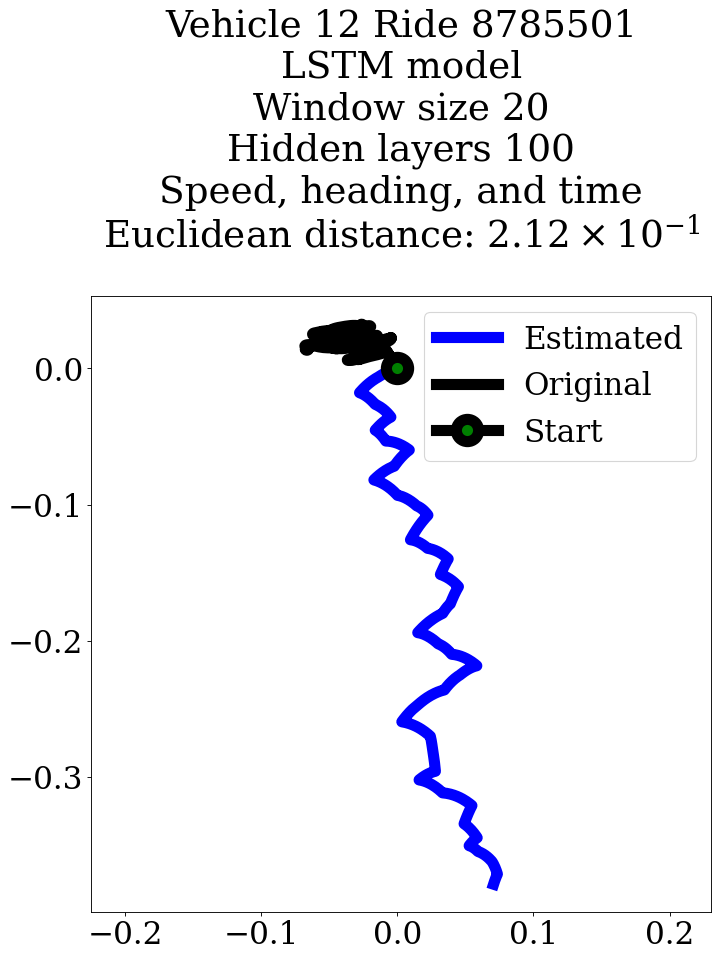 Vehicle 12 Ride 8785501
LSTM model
Window size 20
Hidden layers 100
Speed, heading, and time
Euclidean distance: 2.12 × 10⁻¹
Estimated
Original
Start
0.0
−0.1
−0.2
−0.3
−0.2 −0.1 0.0 0.1 0.2